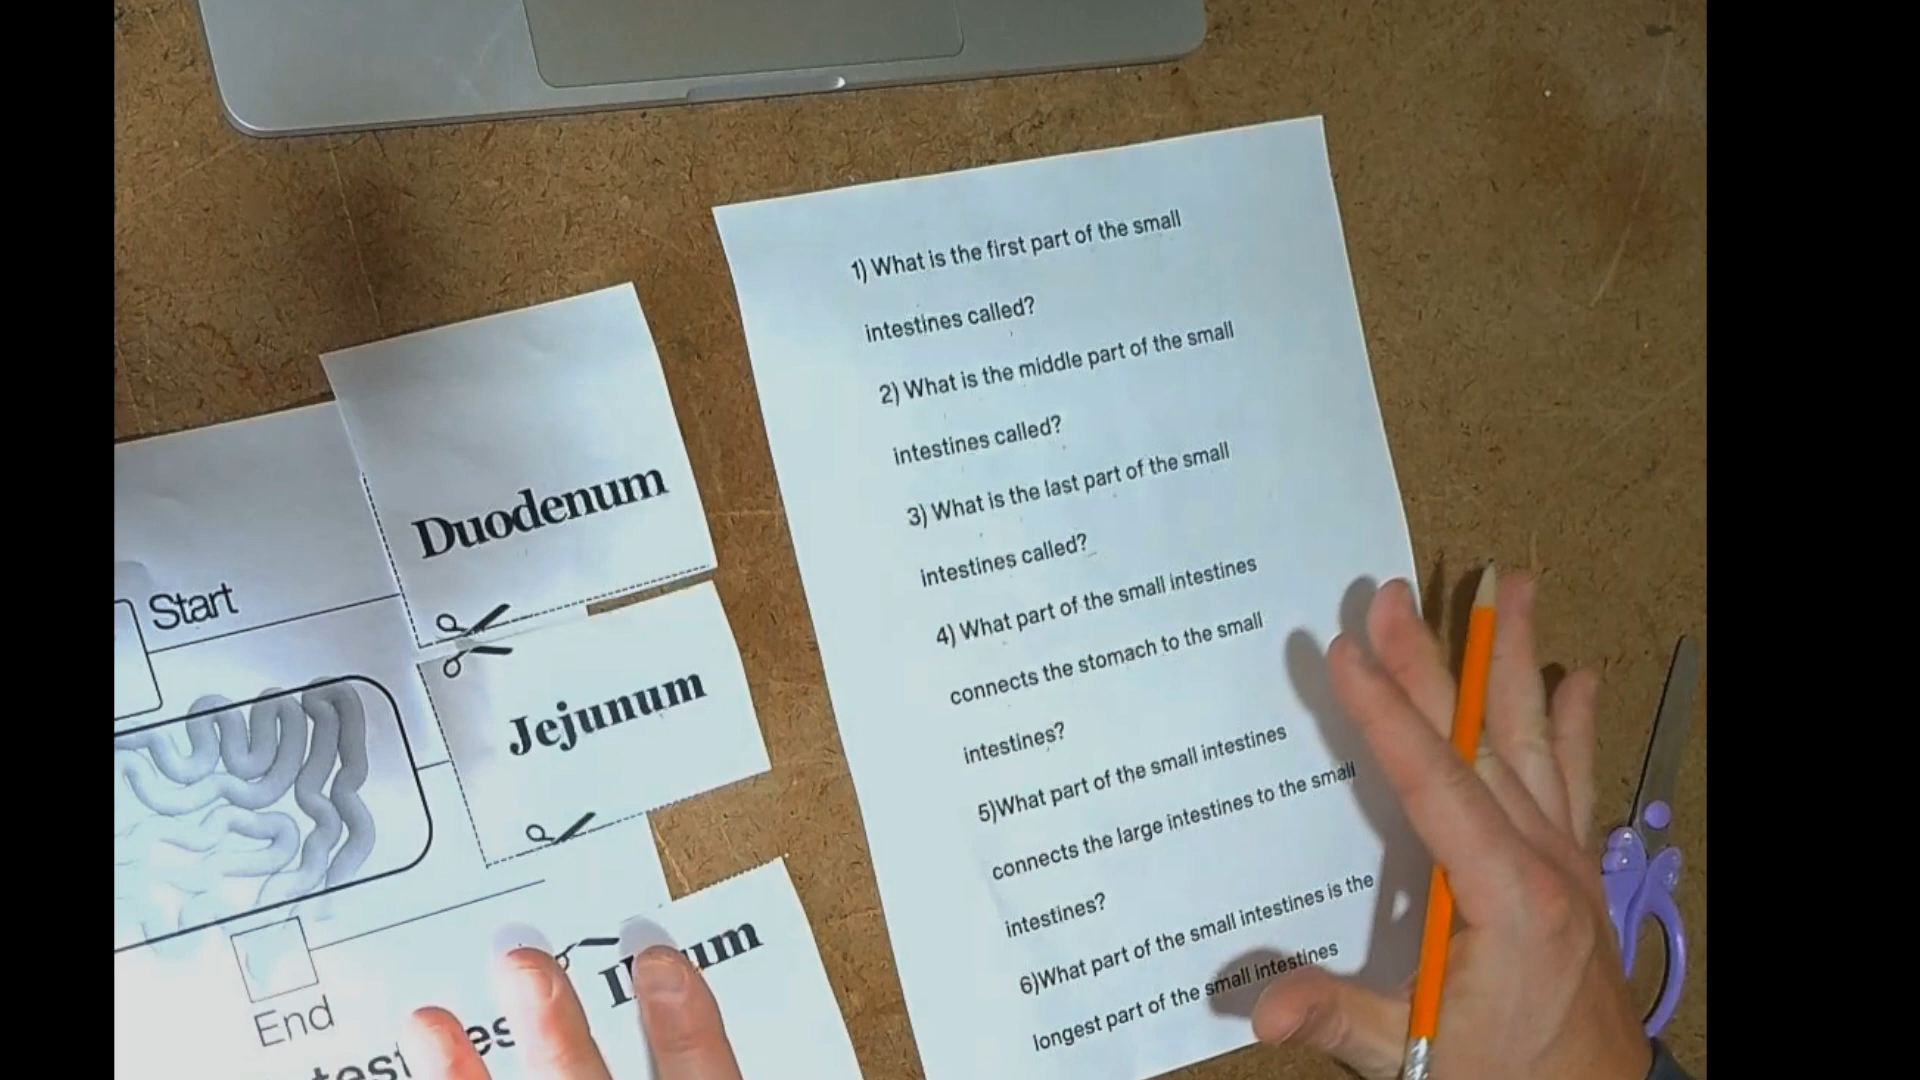 Duodenum
Start
Jejunum
End
1) What is the first part of the small
intestines called?
2) What is the middle part of the small
intestines called?
3) What is the last part of the small
intestines called?
4) What part of the small intestines
connects the stomach to the small
intestines?
5)What part of the small intestines
connects the large intestines to the small
intestines?
6)What part of the small intestines is the
longest part of the small intestines